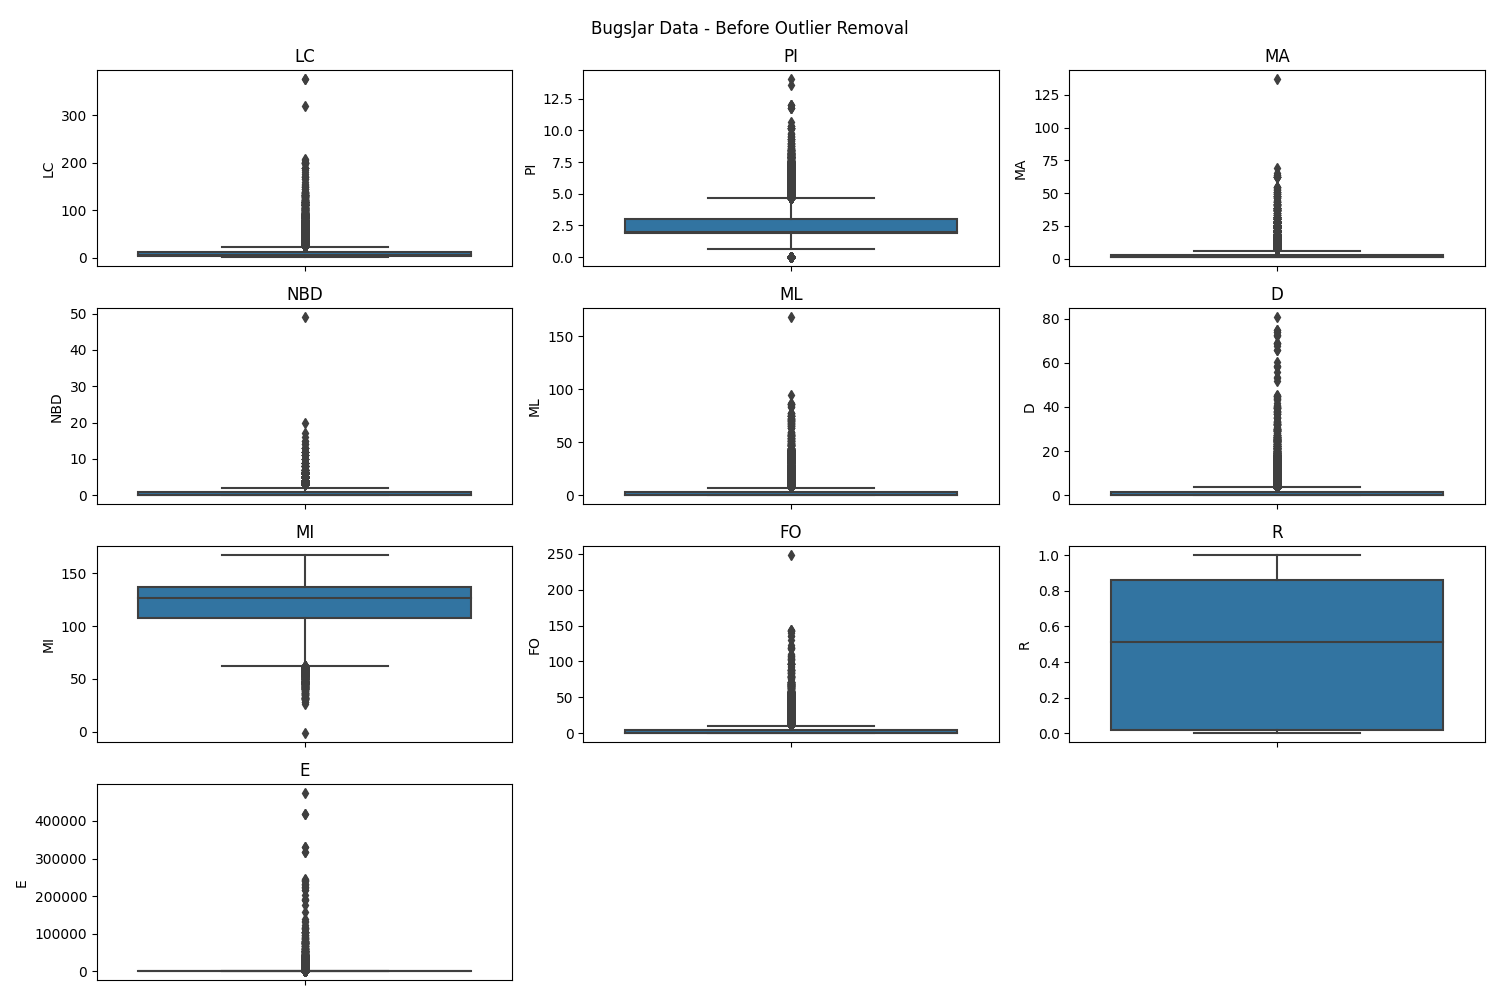 BugsJar Data - Before Outlier Removal
LC
PI
MA
300
200
100
0
LC
12.5
10.0
7.5
5.0
2.5
0.0
PI
125
100
75
50
25
0
MA
NBD
ML
D
50
40
30
20
10
0
NBD
150
100
50
0
ML
80
60
40
20
0
D
MI
FO
R
150
100
50
0
MI
250
200
150
100
50
0
FO
1.0
0.8
0.6
0.4
0.2
0.0
R
E
400000
300000
200000
100000
0
E